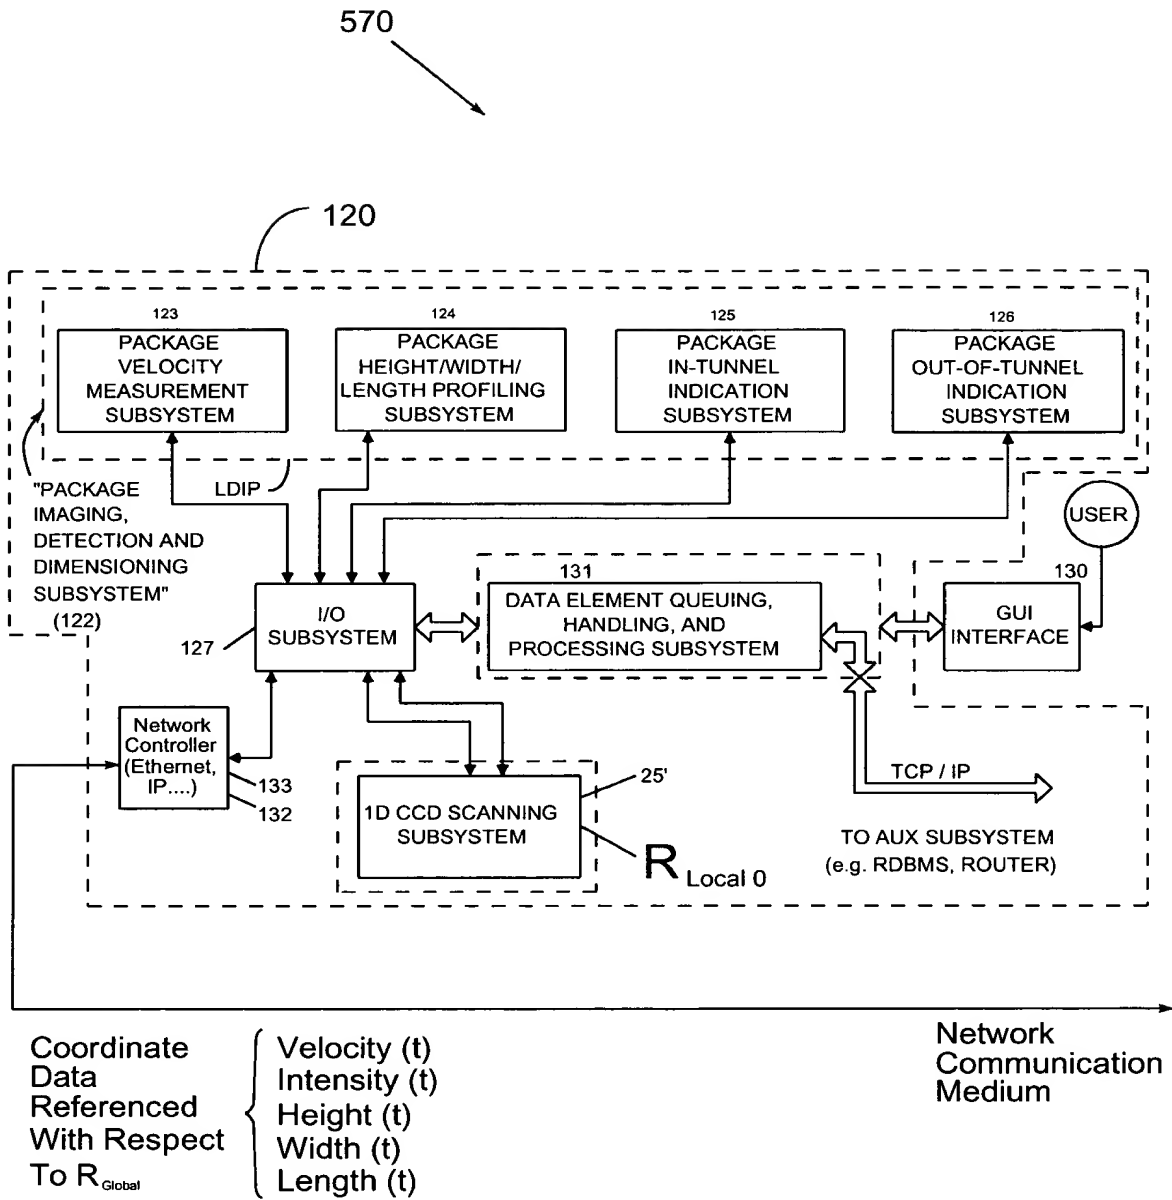 570
120
123
PACKAGE
VELOCITY
MEASUREMENT
SUBSYSTEM
124
PACKAGE
HEIGHT/WIDTH/
LENGTH PROFILING
SUBSYSTEM
125
PACKAGE
IN-TUNNEL
INDICATION
SUBSYSTEM
126
PACKAGE
OUT-OF-TUNNEL
INDICATION
SUBSYSTEM
LDIP
"PACKAGE
IMAGING,
DETECTION AND
DIMENSIONING
SUBSYSTEM"
(122)
USER
127
I/O
SUBSYSTEM
131
DATA ELEMENT QUEUING,
HANDLING, AND
PROCESSING SUBSYSTEM
130
GUI
INTERFACE
Network
Controller
(Ethernet,
IP....)
133
132
1D CCD SCANNING
SUBSYSTEM
25'
R Local 0
TCP / IP
TO AUX SUBSYSTEM
(e.g. RDBMS, ROUTER)
Coordinate
Data
Referenced
With Respect
To R Global
Velocity (t)
Intensity (t)
Height (t)
Width (t)
Length (t)
Network
Communication
Medium